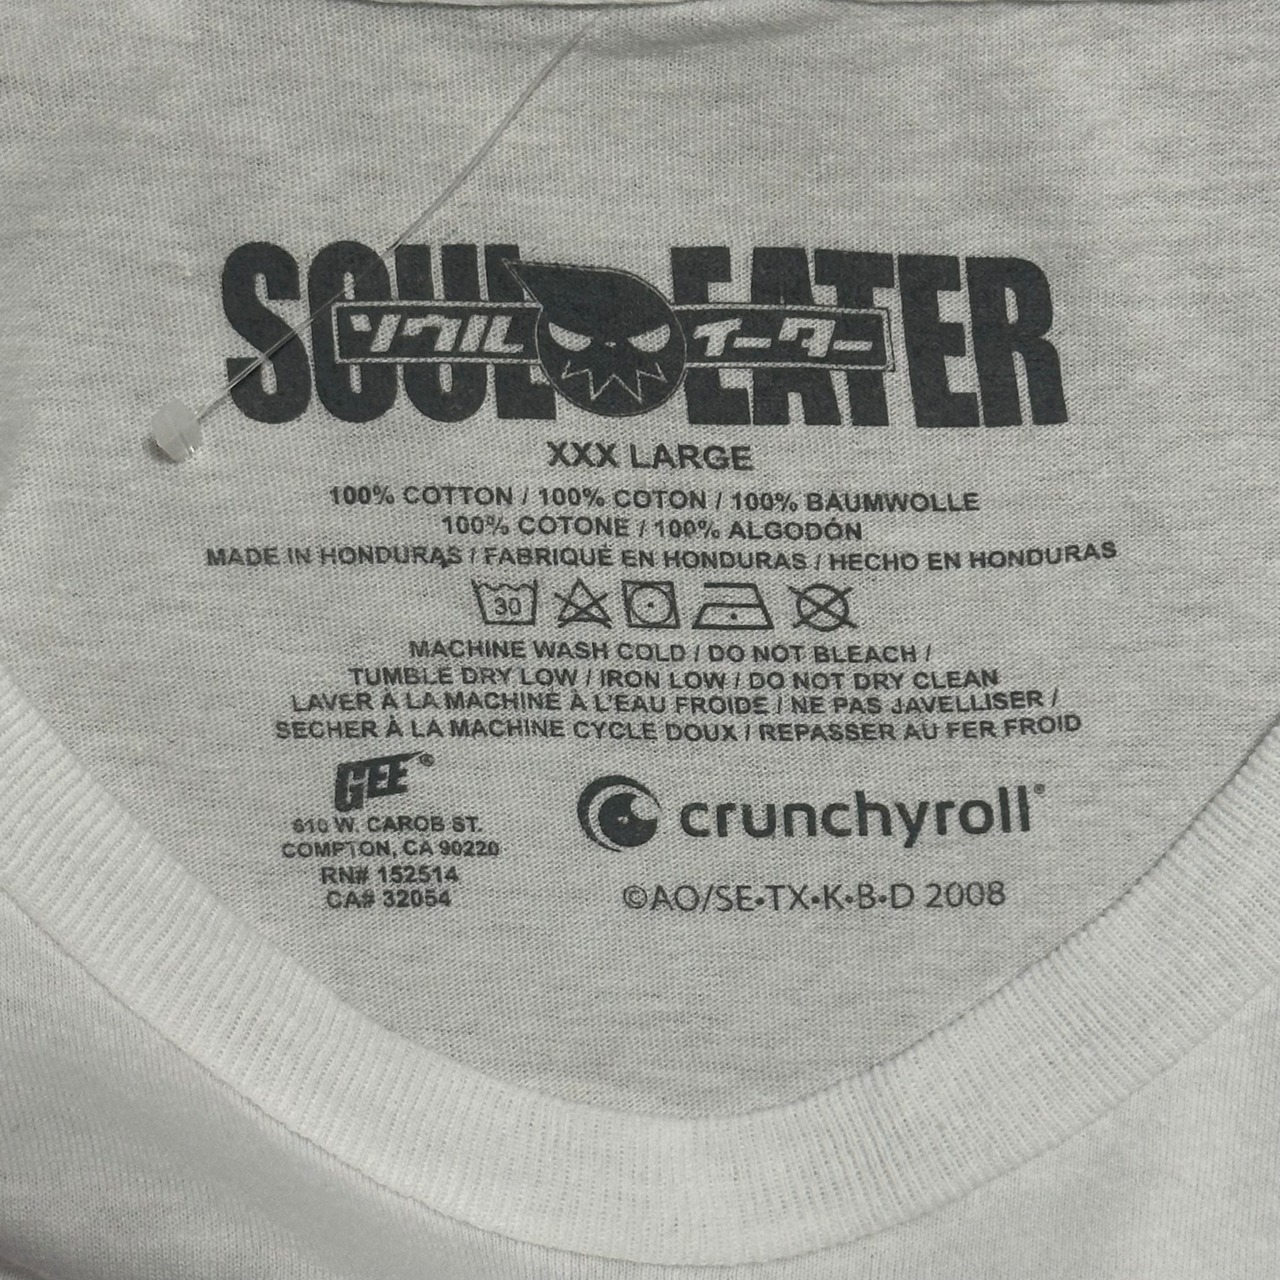 SOUL EATER
ソウル イーター
XXX LARGE
100% COTTON / 100% COTON / 100% BAUMWOLLE
100% COTONE / 100% ALGODÓN
MADE IN HONDURAS / FABRIQUÉ EN HONDURAS / HECHO EN HONDURAS
30
MACHINE WASH COLD / DO NOT BLEACH /
TUMBLE DRY LOW / IRON LOW / DO NOT DRY CLEAN
LAVER À LA MACHINE À L'EAU FROIDE / NE PAS JAVELLISER /
SECHER À LA MACHINE CYCLE DOUX / REPASSER AU FER FROID
GEE®
610 W. CAROB ST.
COMPTON, CA 90220
RN# 152514
CA# 32054
crunchyroll®
©AO/SE•TX•K•B•D 2008